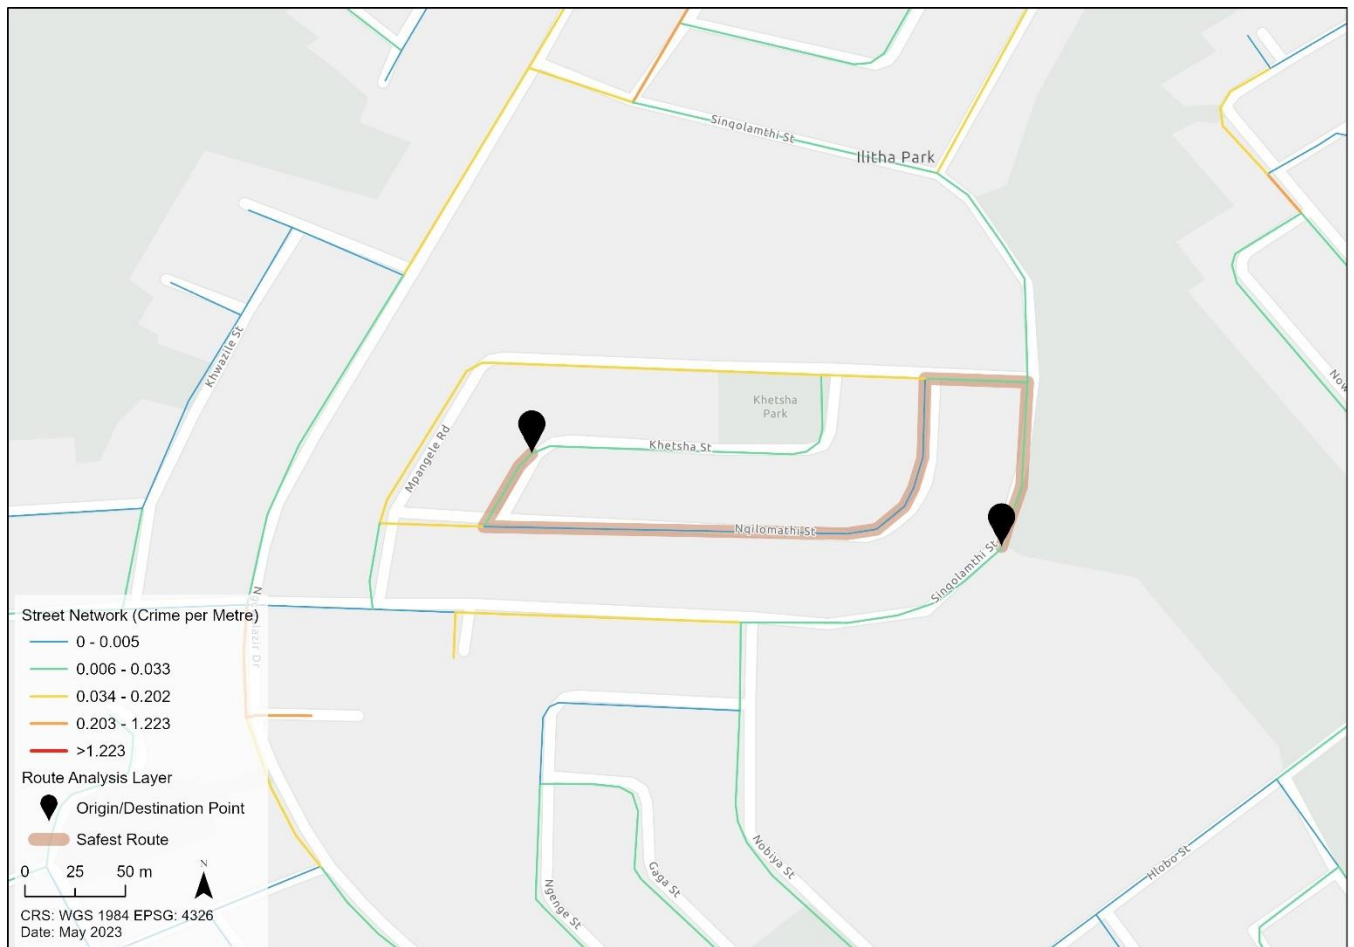 Singolamthi St
Ilitha Park
Khwazile St
Now
Khetsha
Park
Mpangele Rd
Khetsha St
Ngilomathi St
Singolamthi St
Street Network (Crime per Metre)
0 - 0.005
0.006 - 0.033
0.034 - 0.202
0.203 - 1.223
>1.223
Route Analysis Layer
Origin/Destination Point
Safest Route
N
0 25 50 m
CRS: WGS 1984 EPSG: 4326
Date: May 2023
Ngenge St
Gaga St
Nobiya St
Hlobo St